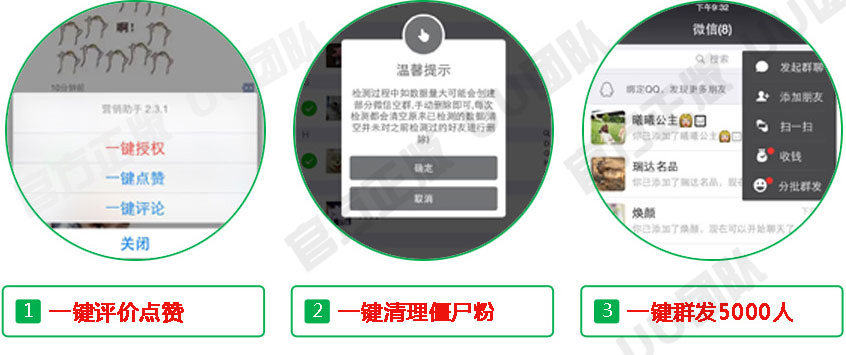 啊!
10分钟前
营销助手 2.3.1
一键授权
一键点赞
一键评论
关闭
温馨提示
检测过程中如数据量大可能会创建
部分微信空群,手动删除即可,每次
检测都会清空原来已检测的数据(清
空并未对之前检测过的好友进行删
除)
确定
取消
H
下午9:32
微信(8)
搜索
绑定QQ，发现更多朋友
曦曦公主
你已添加了曦曦公主
瑞达名品
你已添加了瑞达名品，现在
焕颜
你已添加了焕颜，现在可以开始聊天了
发起群聊
添加朋友
扫一扫
收钱
分批群发
1 一键评价点赞
2 一键清理僵尸粉
3 一键群发5000人
官方正版 UU团队